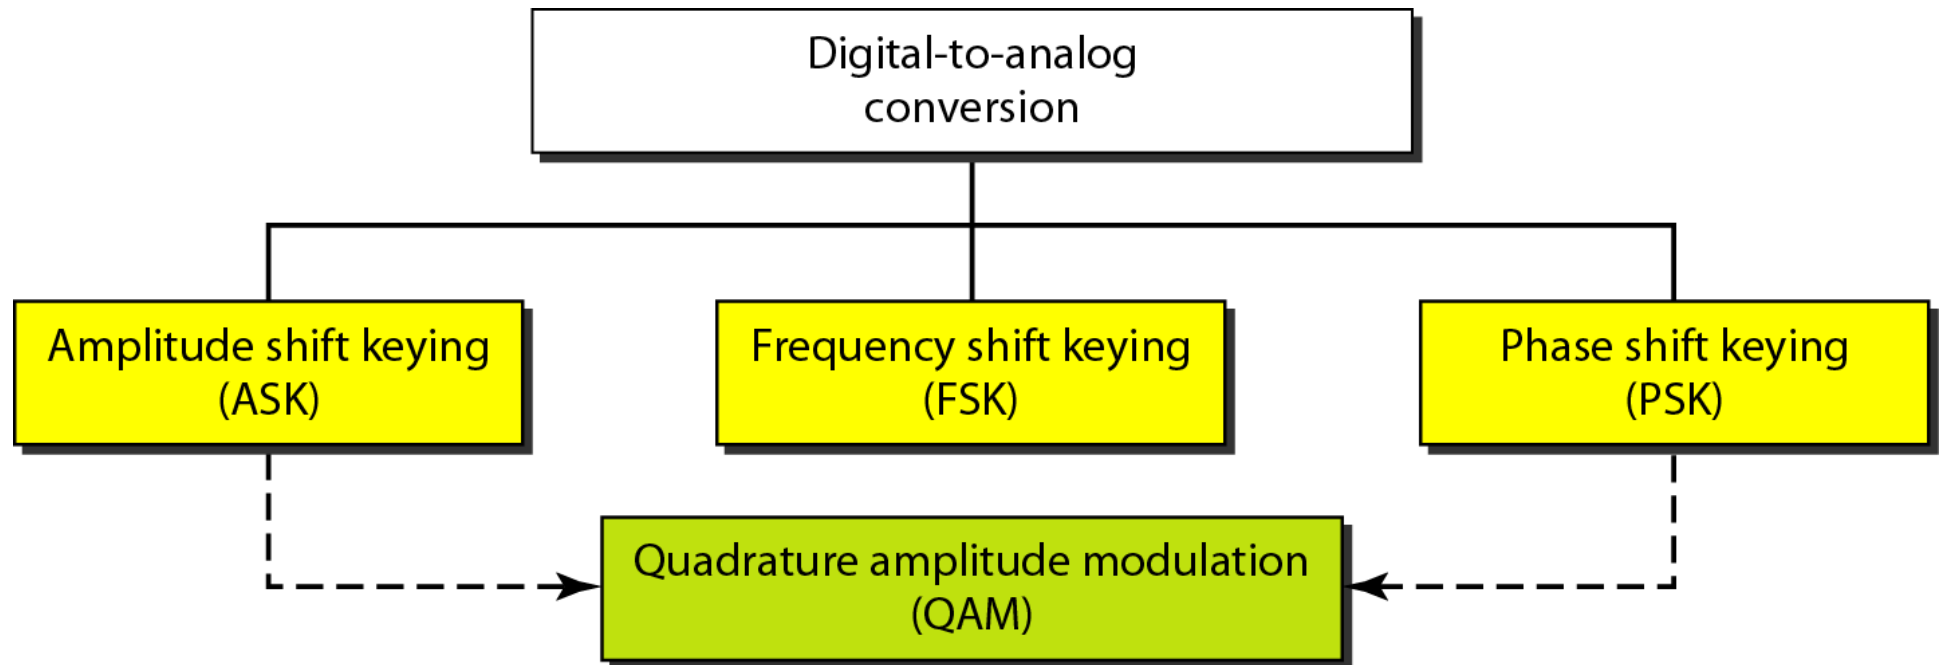 Digital-to-analog
conversion
Amplitude shift keying
(ASK)
Frequency shift keying
(FSK)
Phase shift keying
(PSK)
Quadrature amplitude modulation
(QAM)